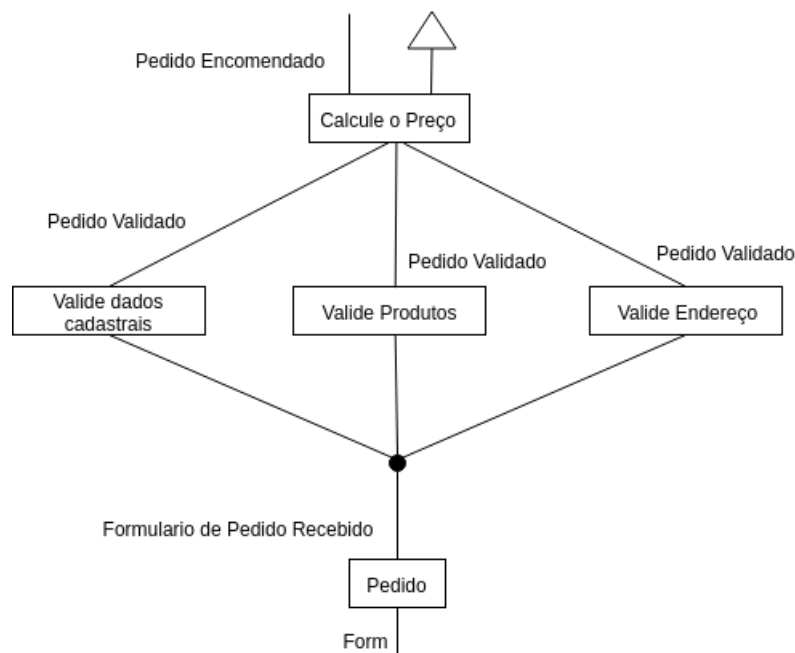 Pedido Encomendado
Calcule o Preço
Pedido Validado
Pedido Validado
Pedido Validado
Valide dados
cadastrais
Valide Produtos
Valide Endereço
Formulario de Pedido Recebido
Pedido
Form